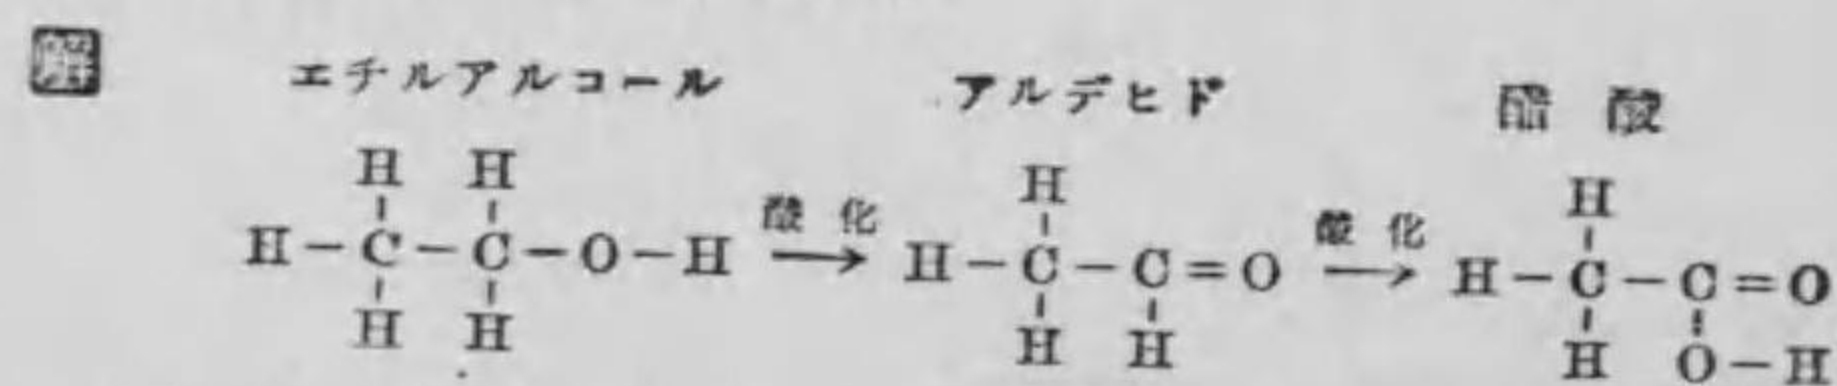 解
エチルアルコール アルデヒド 醋酸
H H H H
H－C－C－O－H 酸化 → H－C－C＝O 酸化 → H－C－C＝O
H H H H H O－H